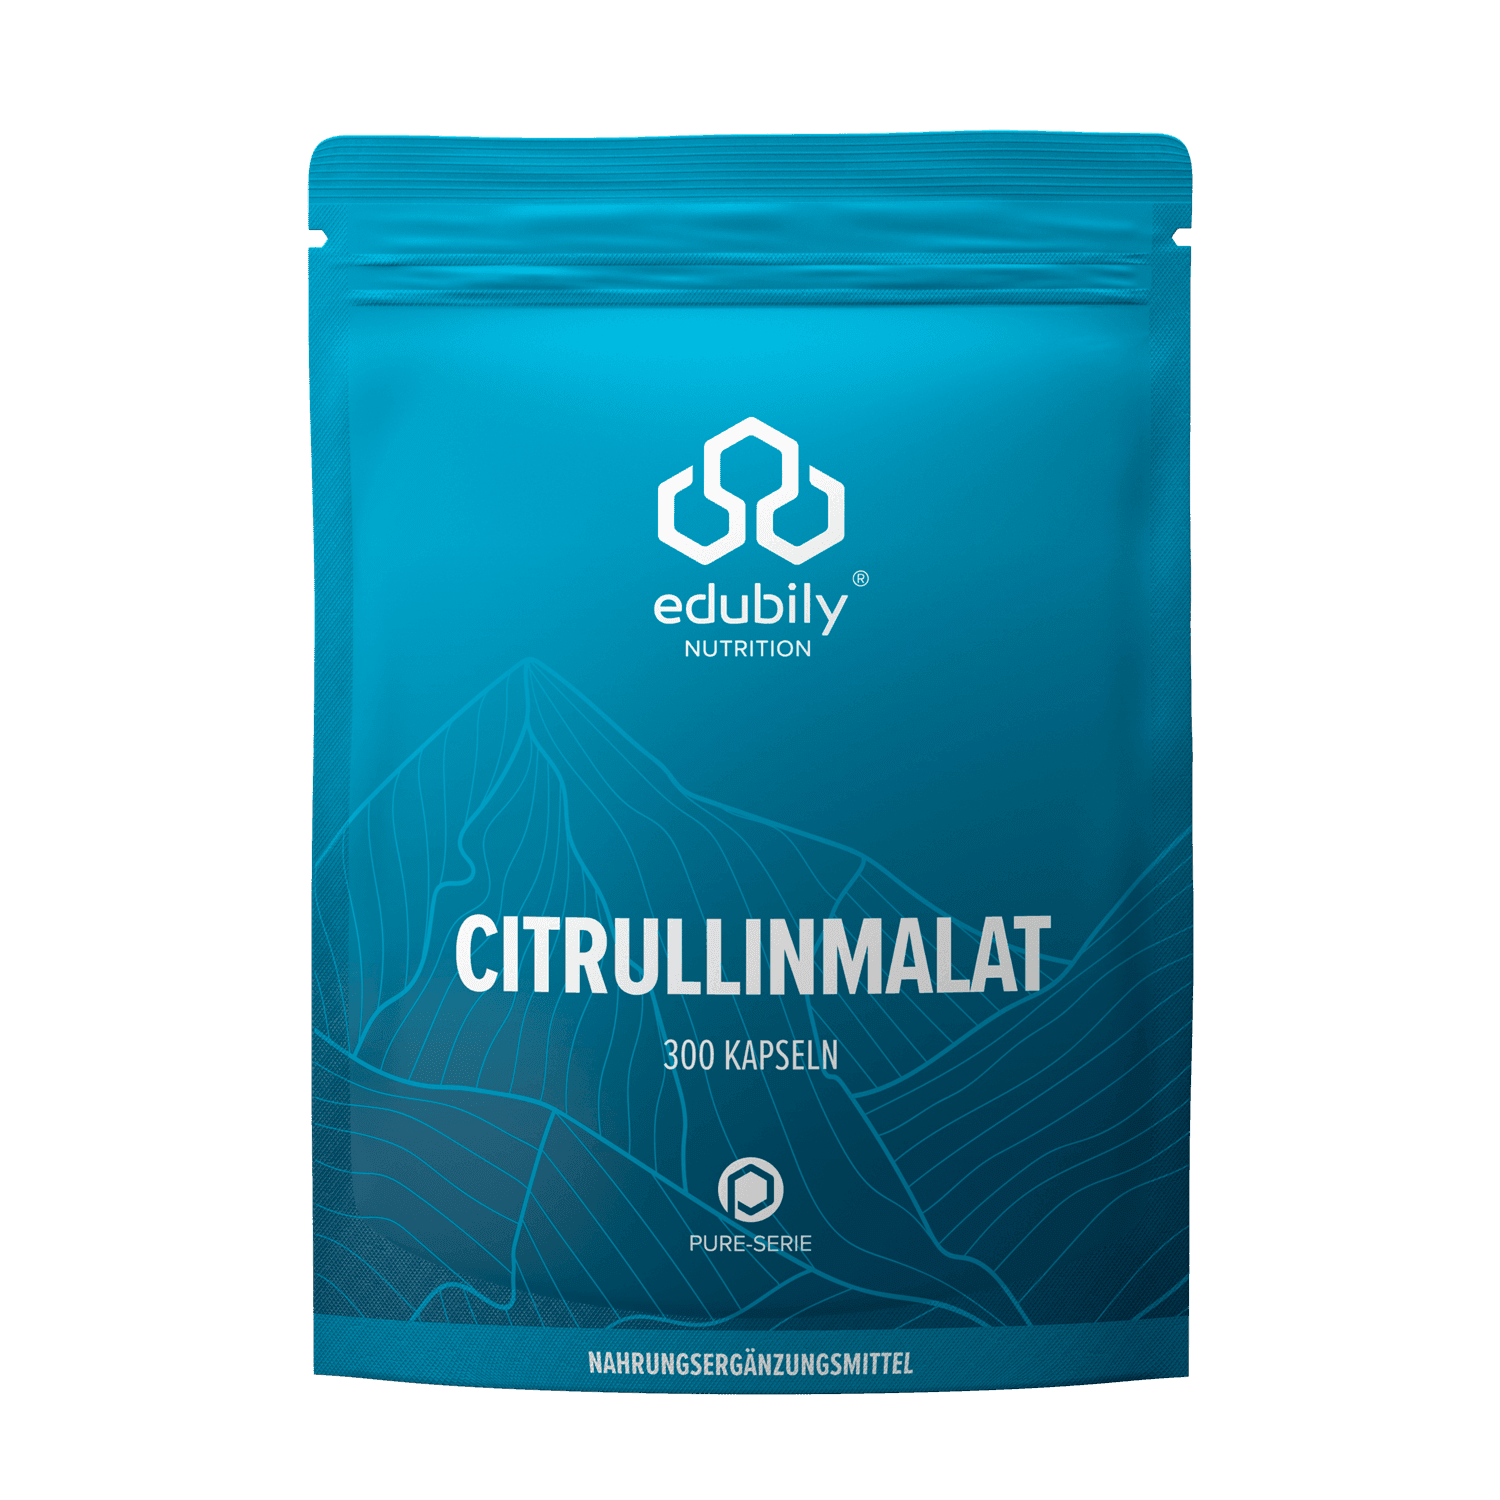 edubily®
NUTRITION
CITRULLINMALAT
300 KAPSELN
PURE-SERIE
NAHRUNGSERGÄNZUNGSMITTEL